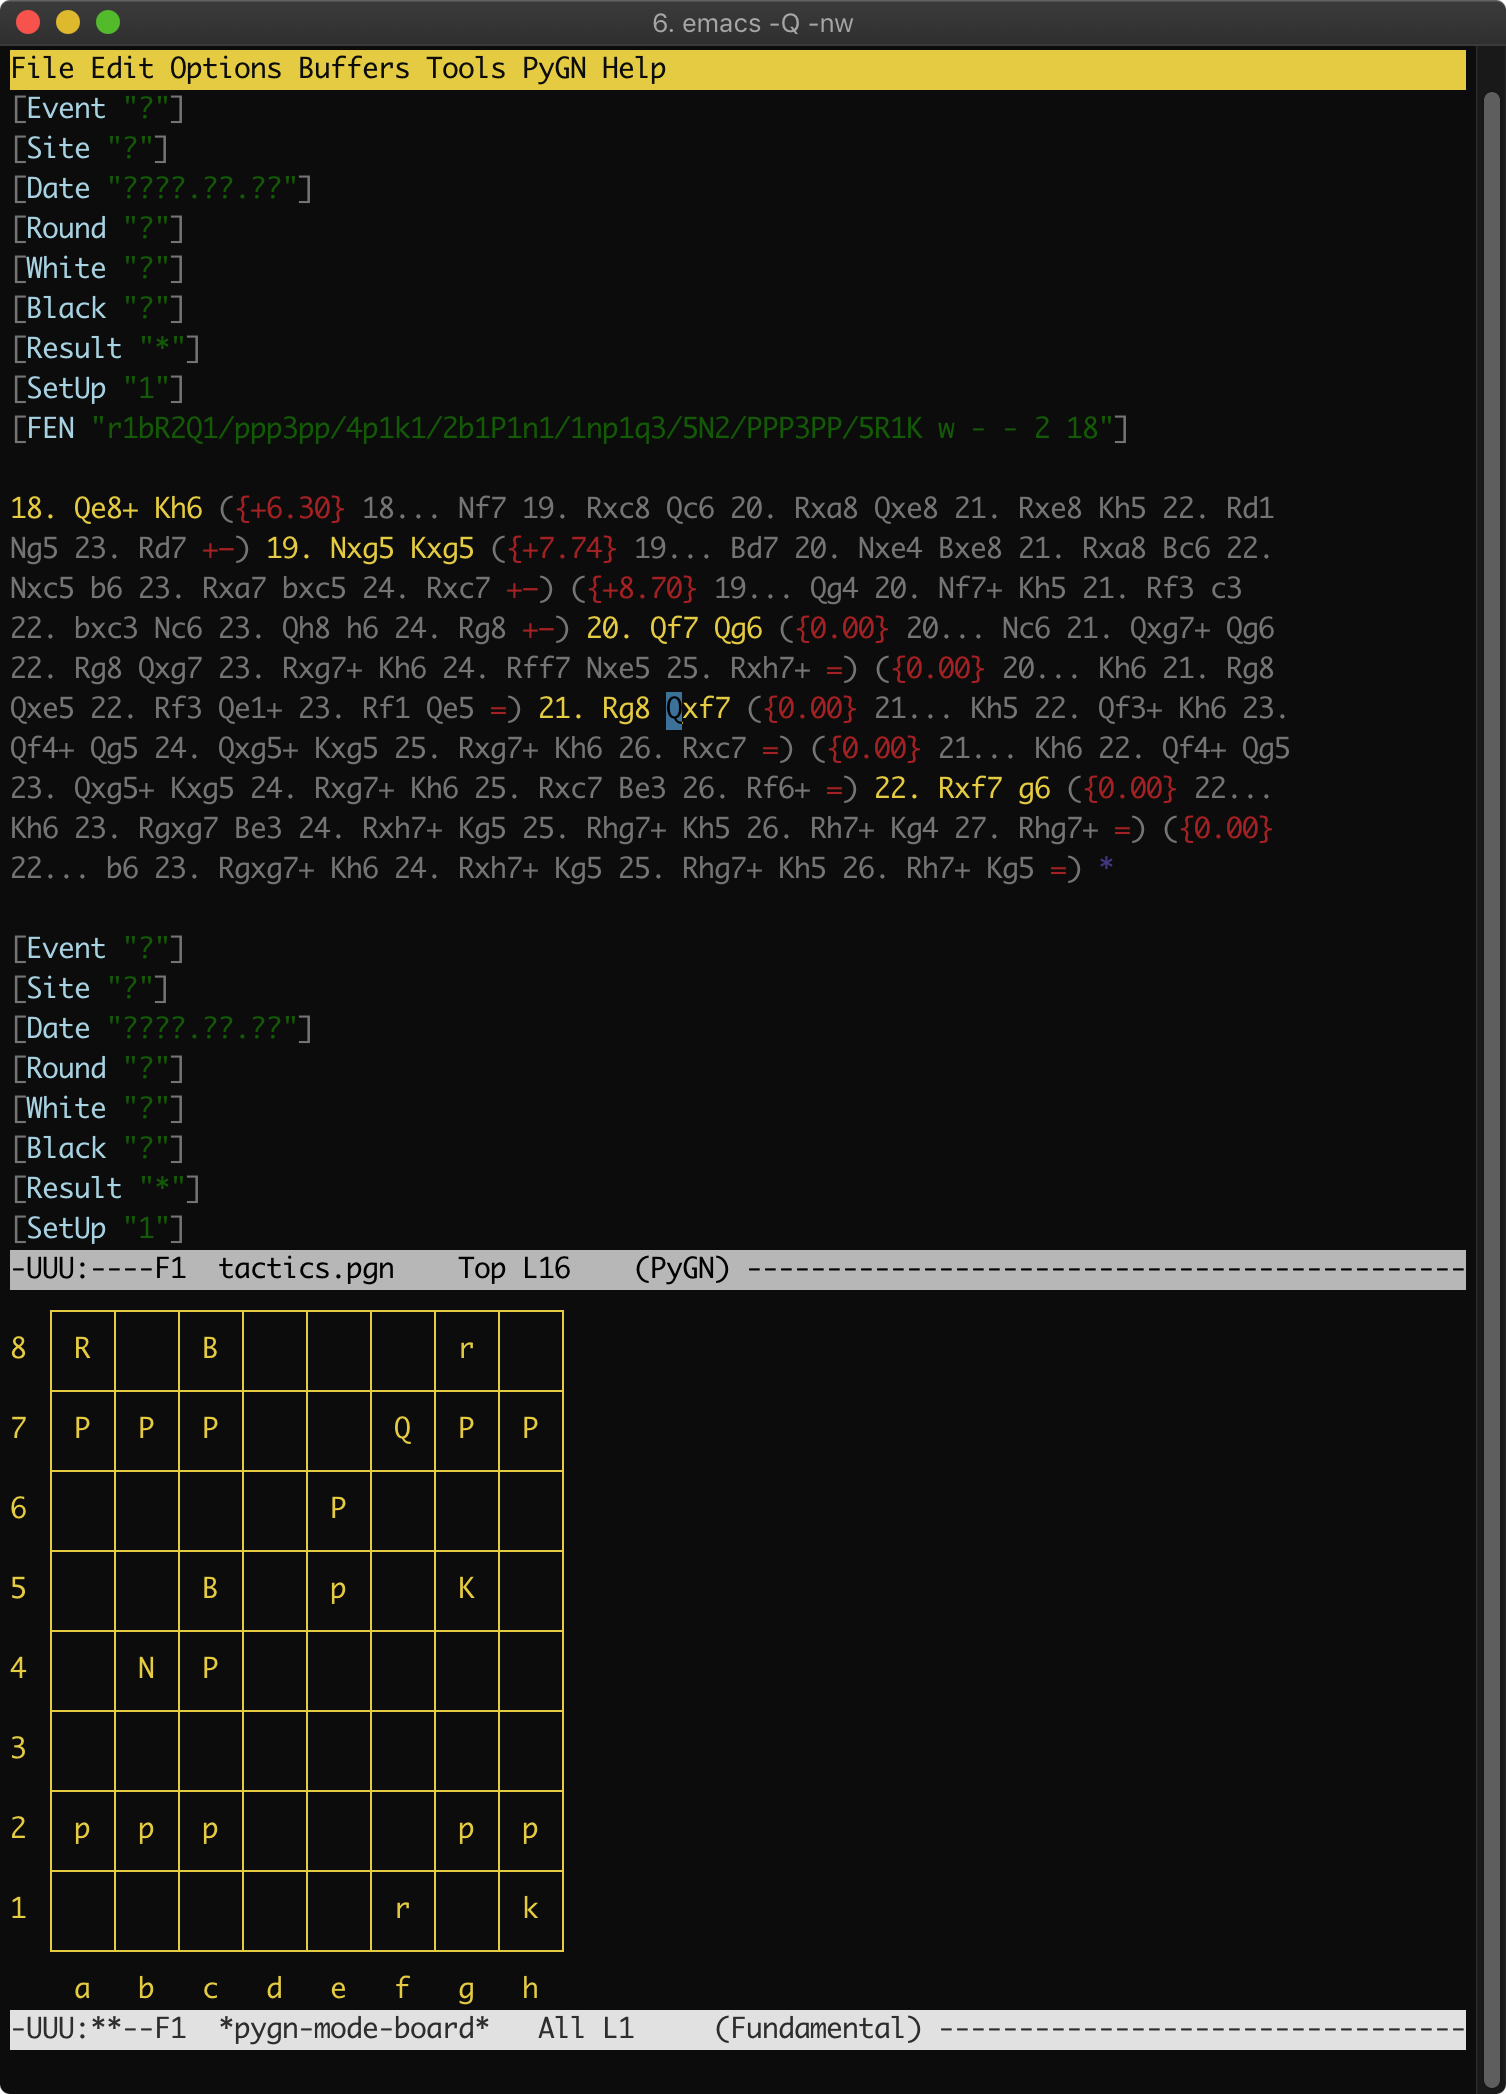 6. emacs -Q -nw
File Edit Options Buffers Tools PyGN Help
[Event "?"]
[Site "?"]
[Date "????.??.??"]
[Round "?"]
[White "?"]
[Black "?"]
[Result "*"]
[SetUp "1"]
[FEN "r1bR2Q1/ppp3pp/4p1k1/2b1P1n1/1np1q3/5N2/PPP3PP/5R1K w - - 2 18"]
18. Qe8+ Kh6 ({+6.30} 18... Nf7 19. Rxc8 Qc6 20. Rxa8 Qxe8 21. Rxe8 Kh5 22. Rd1
Ng5 23. Rd7 +−) 19. Nxg5 Kxg5 ({+7.74} 19... Bd7 20. Nxe4 Bxe8 21. Rxa8 Bc6 22.
Nxc5 b6 23. Rxa7 bxc5 24. Rxc7 +−) ({+8.70} 19... Qg4 20. Nf7+ Kh5 21. Rf3 c3
22. bxc3 Nc6 23. Qh8 h6 24. Rg8 +−) 20. Qf7 Qg6 ({0.00} 20... Nc6 21. Qxg7+ Qg6
22. Rg8 Qxg7 23. Rxg7+ Kh6 24. Rff7 Nxe5 25. Rxh7+ =) ({0.00} 20... Kh6 21. Rg8
Qxe5 22. Rf3 Qe1+ 23. Rf1 Qe5 =) 21. Rg8 Qxf7 ({0.00} 21... Kh5 22. Qf3+ Kh6 23.
Qf4+ Qg5 24. Qxg5+ Kxg5 25. Rxg7+ Kh6 26. Rxc7 =) ({0.00} 21... Kh6 22. Qf4+ Qg5
23. Qxg5+ Kxg5 24. Rxg7+ Kh6 25. Rxc7 Be3 26. Rf6+ =) 22. Rxf7 g6 ({0.00} 22...
Kh6 23. Rgxg7 Be3 24. Rxh7+ Kg5 25. Rhg7+ Kh5 26. Rh7+ Kg4 27. Rhg7+ =) ({0.00}
22... b6 23. Rgxg7+ Kh6 24. Rxh7+ Kg5 25. Rhg7+ Kh5 26. Rh7+ Kg5 =) *
[Event "?"]
[Site "?"]
[Date "????.??.??"]
[Round "?"]
[White "?"]
[Black "?"]
[Result "*"]
[SetUp "1"]
-UUU:----F1 tactics.pgn Top L16 (PyGN) ---------------------------------------------
8 R B r
7 P P P Q P P
6 P
5 B p K
4 N P
3
2 p p p p p
1 r k
a b c d e f g h
-UUU:**--F1 *pygn-mode-board* All L1 (Fundamental) ---------------------------------